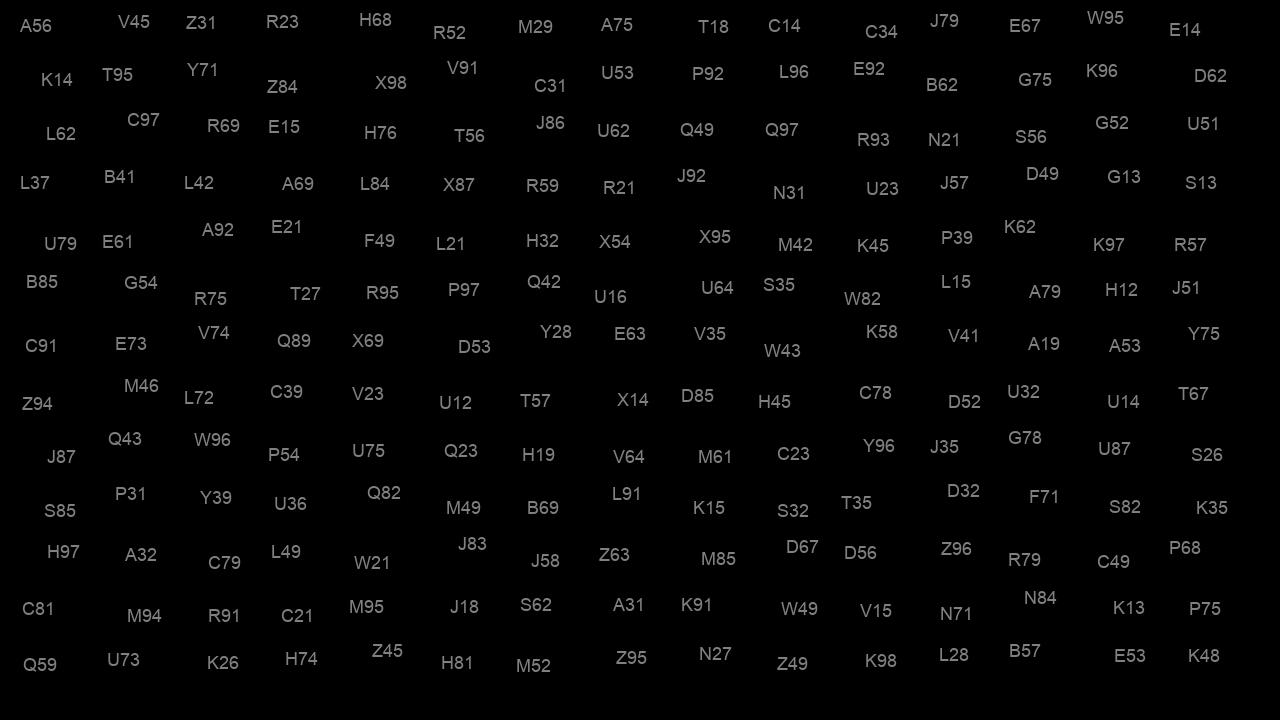 A56 V45 Z31 R23 H68 R52 M29 A75 T18 C14 C34 J79 E67 W95 E14
K14 T95 Y71 Z84 X98 V91 C31 U53 P92 L96 E92 B62 G75 K96 D62
L62 C97 R69 E15 H76 T56 J86 U62 Q49 Q97 R93 N21 S56 G52 U51
L37 B41 L42 A69 L84 X87 R59 R21 J92 N31 U23 J57 D49 G13 S13
U79 E61 A92 E21 F49 L21 H32 X54 X95 M42 K45 P39 K62 K97 R57
B85 G54 R75 T27 R95 P97 Q42 U16 U64 S35 W82 L15 A79 H12 J51
C91 E73 V74 Q89 X69 D53 Y28 E63 V35 W43 K58 V41 A19 A53 Y75
Z94 M46 L72 C39 V23 U12 T57 X14 D85 H45 C78 D52 U32 U14 T67
J87 Q43 W96 P54 U75 Q23 H19 V64 M61 C23 Y96 J35 G78 U87 S26
S85 P31 Y39 U36 Q82 M49 B69 L91 K15 S32 T35 D32 F71 S82 K35
H97 A32 C79 L49 W21 J83 J58 Z63 M85 D67 D56 Z96 R79 C49 P68
C81 M94 R91 C21 M95 J18 S62 A31 K91 W49 V15 N71 N84 K13 P75
Q59 U73 K26 H74 Z45 H81 M52 Z95 N27 Z49 K98 L28 B57 E53 K48